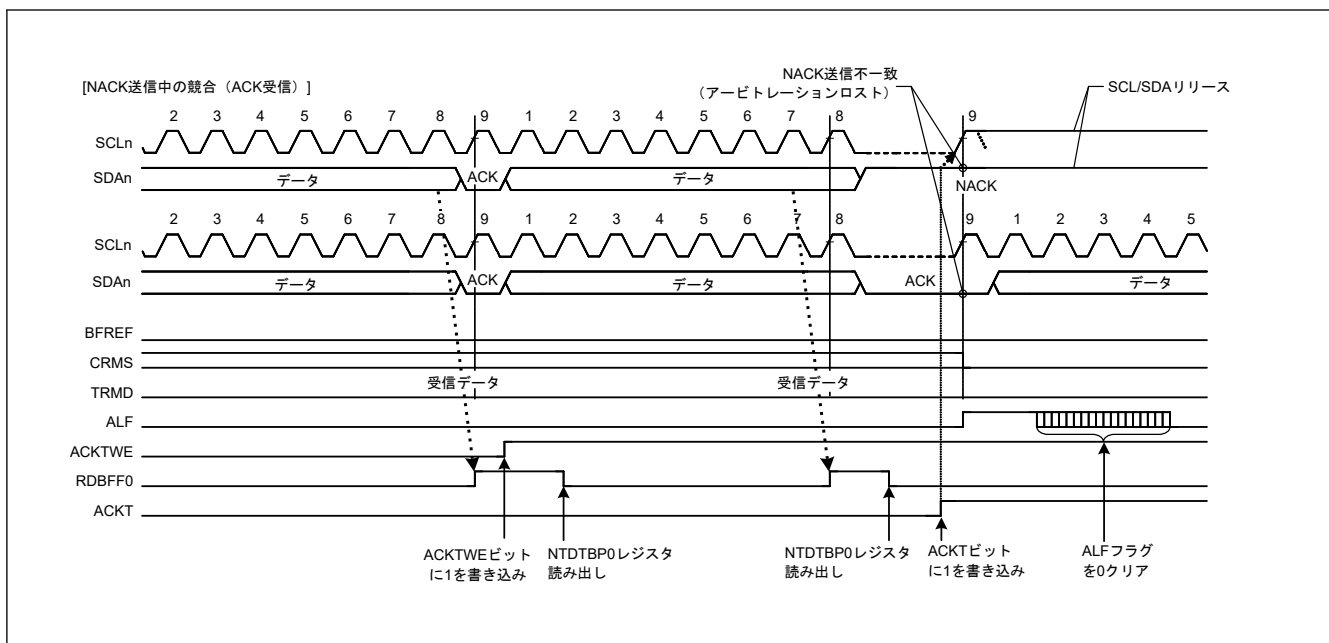 [NACK送信中の競合（ACK受信）]
NACK送信不一致
（アービトレーションロスト）
SCL/SDAリリース
2 3 4 5 6 7 8 9 1 2 3 4 5 6 7 8 9
SCLn
SDAn
データ
ACK
データ
NACK
2 3 4 5 6 7 8 9 1 2 3 4 5 6 7 8 9 1 2 3 4 5
SCLn
SDAn
データ
ACK
データ
ACK
データ
BFREF
CRMS
受信データ
受信データ
TRMD
ALF
ACKTWE
RDBFF0
ACKT
ACKTWEビット
に1を書き込み
NTDTBP0レジスタ
読み出し
NTDTBP0レジスタ
読み出し
ACKTビット
に1を書き込み
ALFフラグ
を0クリア